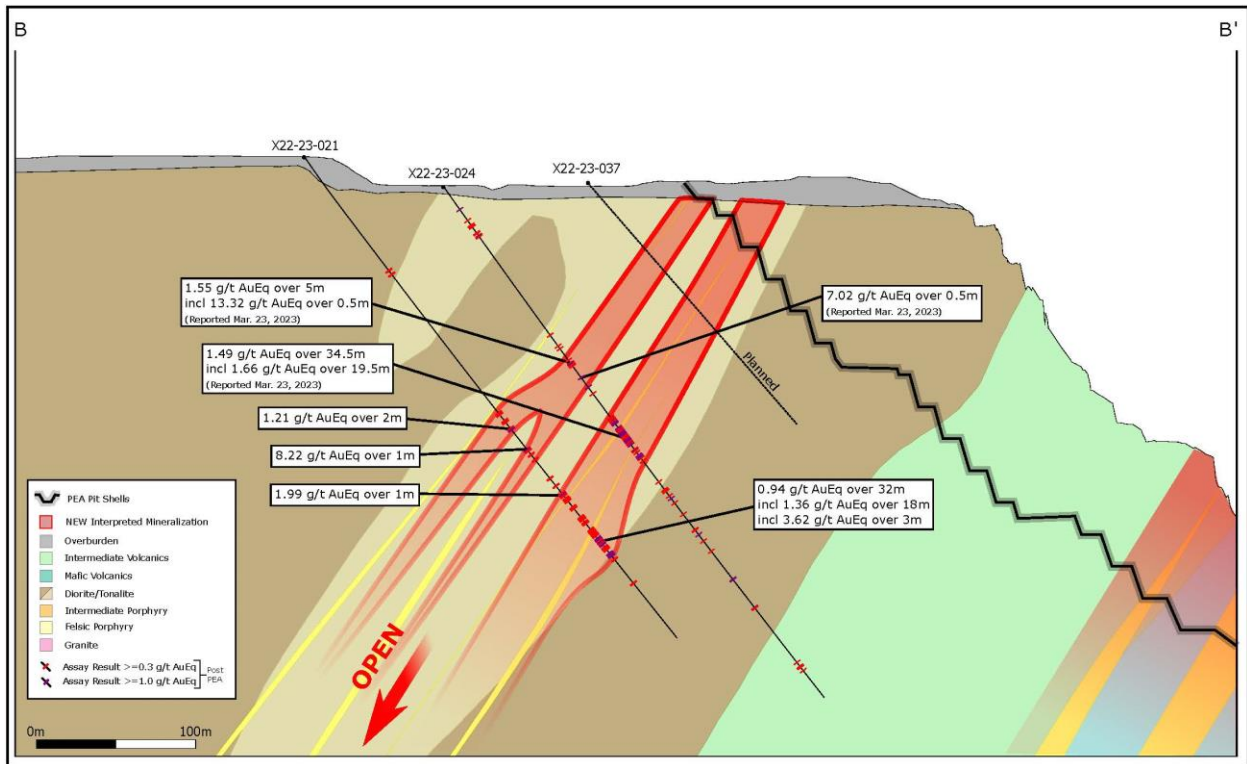 B
B'
X22-23-021
X22-23-024
X22-23-037
1.55 g/t AuEq over 5m
incl 13.32 g/t AuEq over 0.5m
(Reported Mar. 23, 2023)
7.02 g/t AuEq over 0.5m
(Reported Mar. 23, 2023)
1.49 g/t AuEq over 34.5m
incl 1.66 g/t AuEq over 19.5m
(Reported Mar. 23, 2023)
Planned
1.21 g/t AuEq over 2m
8.22 g/t AuEq over 1m
1.99 g/t AuEq over 1m
0.94 g/t AuEq over 32m
incl 1.36 g/t AuEq over 18m
incl 3.62 g/t AuEq over 3m
PEA Pit Shells
NEW Interpreted Mineralization
Overburden
Intermediate Volcanics
Mafic Volcanics
Diorite/Tonalite
Intermediate Porphyry
Felsic Porphyry
Granite
Assay Result >=0.3 g/t AuEq
Assay Result >=1.0 g/t AuEq
Post
PEA
OPEN
0m
100m